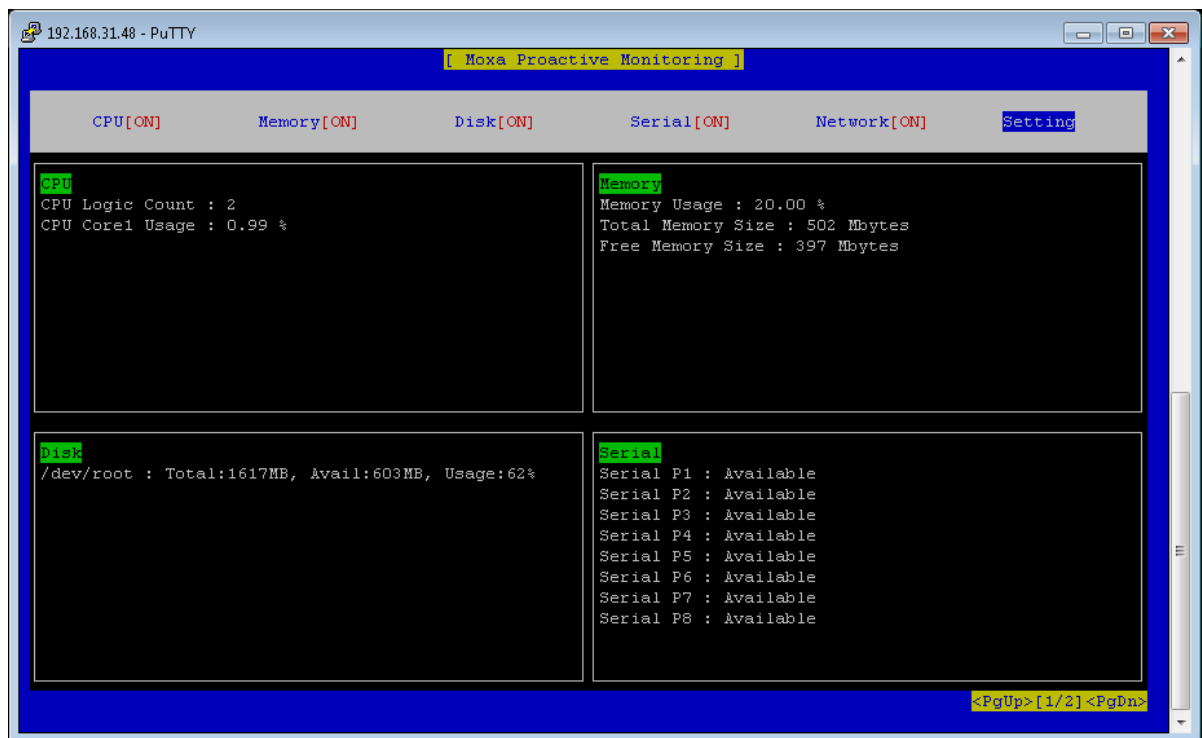 192.168.31.48 - PuTTY
[ Moxa Proactive Monitoring ]
CPU[ON] Memory[ON] Disk[ON] Serial[ON] Network[ON] Setting
CPU
CPU Logic Count : 2
CPU Core1 Usage : 0.99 %
Memory
Memory Usage : 20.00 %
Total Memory Size : 502 Mbytes
Free Memory Size : 397 Mbytes
Disk
/dev/root : Total:1617MB, Avail:603MB, Usage:62%
Serial
Serial P1 : Available
Serial P2 : Available
Serial P3 : Available
Serial P4 : Available
Serial P5 : Available
Serial P6 : Available
Serial P7 : Available
Serial P8 : Available
<PgUp>[1/2]<PgDn>